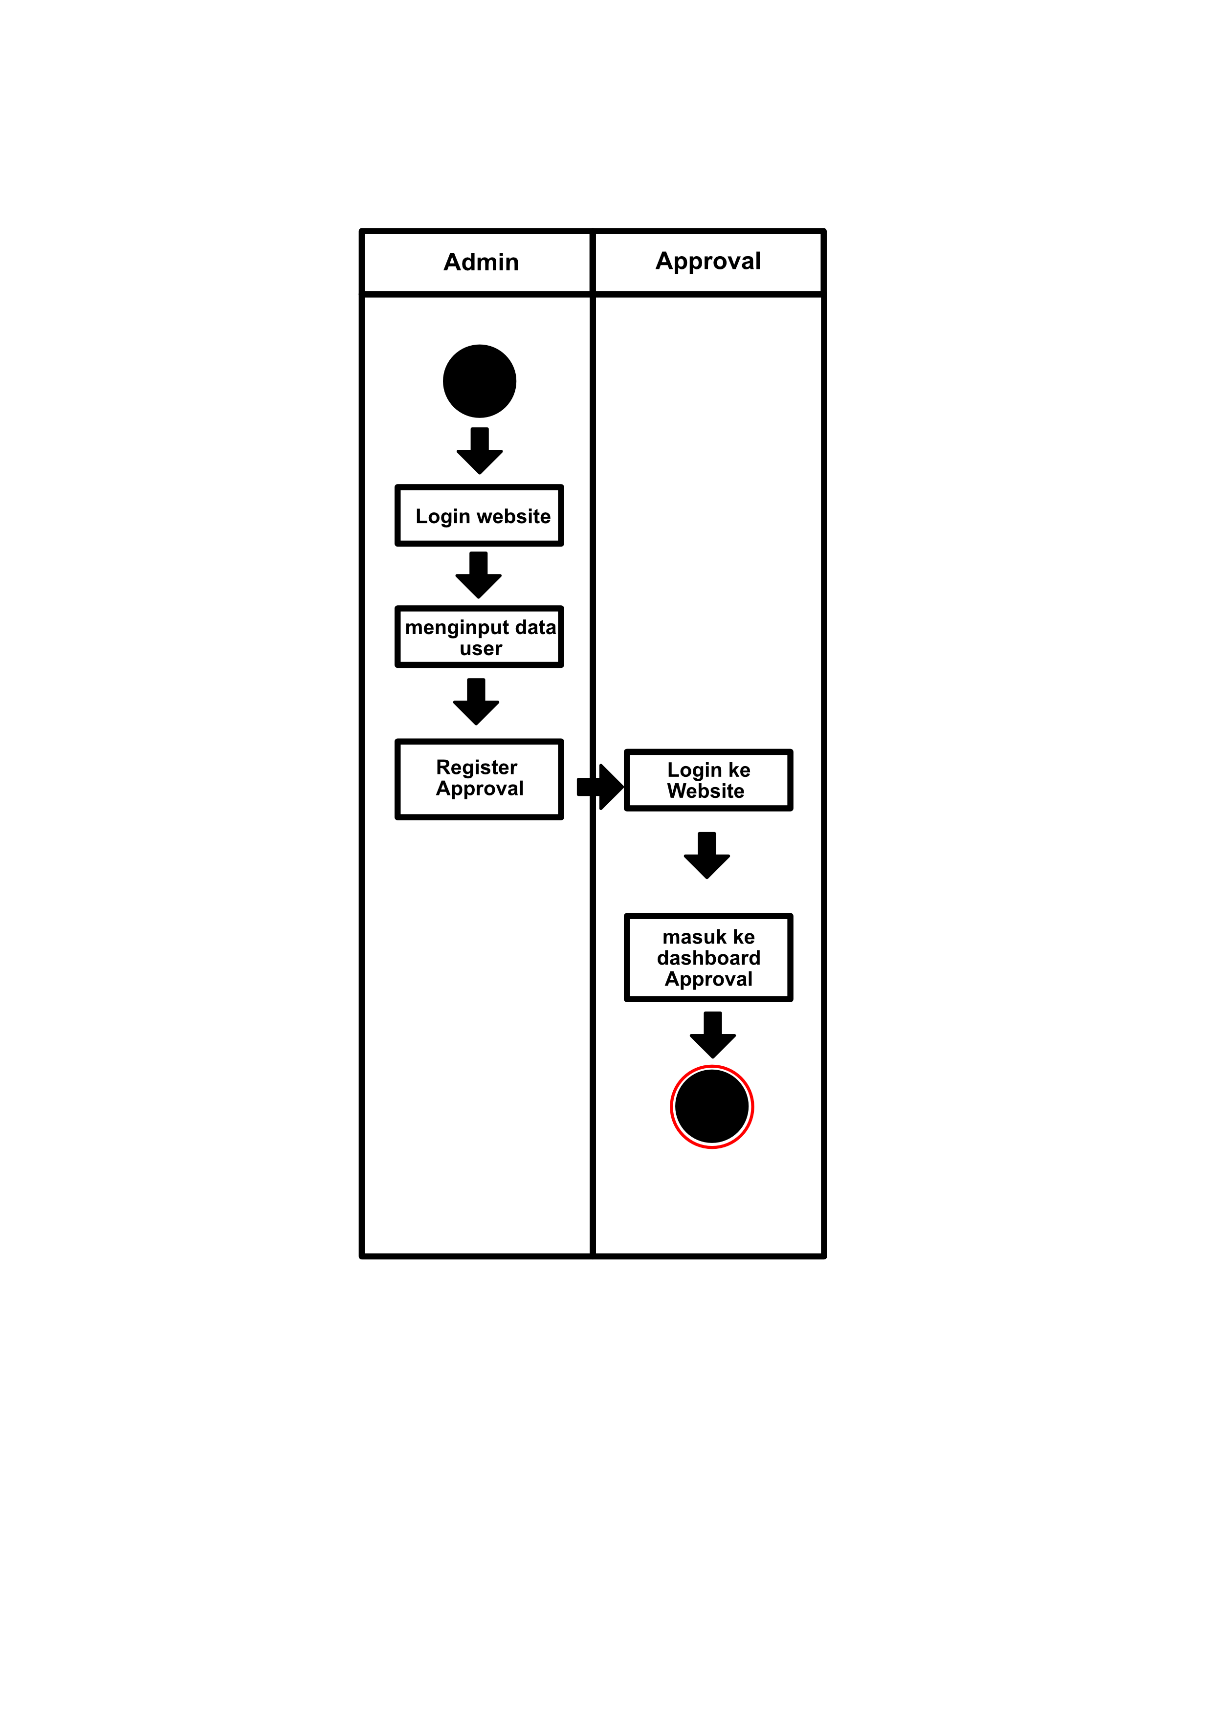 Admin
Approval
Login website
menginput data
user
Register
Approval
Login ke
Website
masuk ke
dashboard
Approval